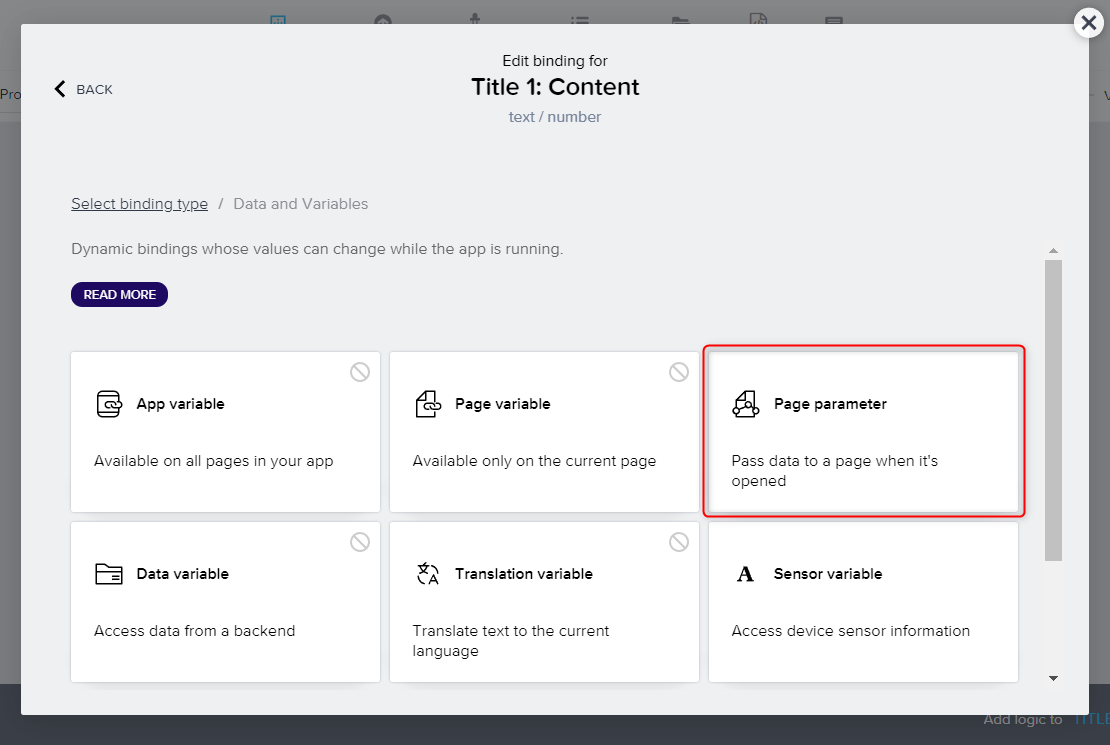 Edit binding for
Title 1: Content
BACK
text / number
Pro
V
Select binding type / Data and Variables
Dynamic bindings whose values can change while the app is running.
READ MORE
App variable
Available on all pages in your app
Page variable
Available only on the current page
Page parameter
Pass data to a page when it's
opened
Data variable
Access data from a backend
Translation variable
Translate text to the current
language
A
Sensor variable
Access device sensor information
Add logic to TITLE